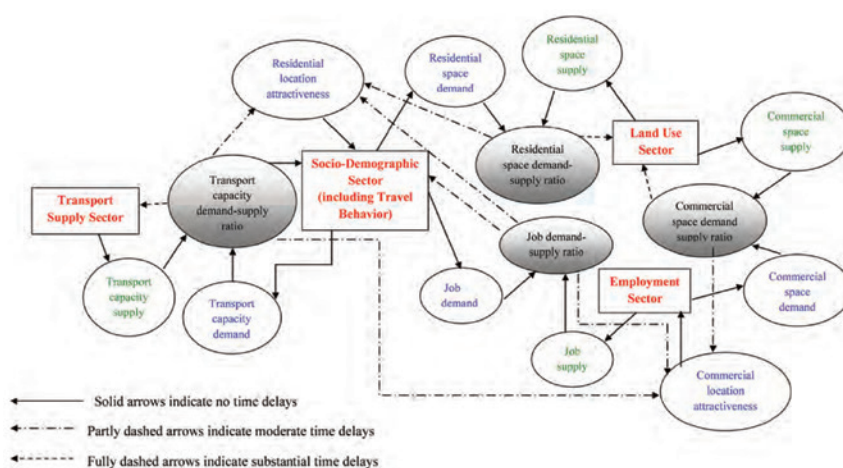 Residential
location
attractiveness
Residential
space
demand
Residential
space
supply
Commercial
space
supply
Land Use
Sector
Residential
space demand-
supply ratio
Socio-Demographic
Sector
(including Travel
Behavior)
Transport
capacity
demand-supply
ratio
Transport
Supply Sector
Commercial
space demand
supply ratio
Job demand-
supply ratio
Transport
capacity
supply
Transport
capacity
demand
Job
demand
Employment
Sector
Commercial
space
demand
Job
supply
Commercial
location
attractiveness
Solid arrows indicate no time delays
Partly dashed arrows indicate moderate time delays
Fully dashed arrows indicate substantial time delays